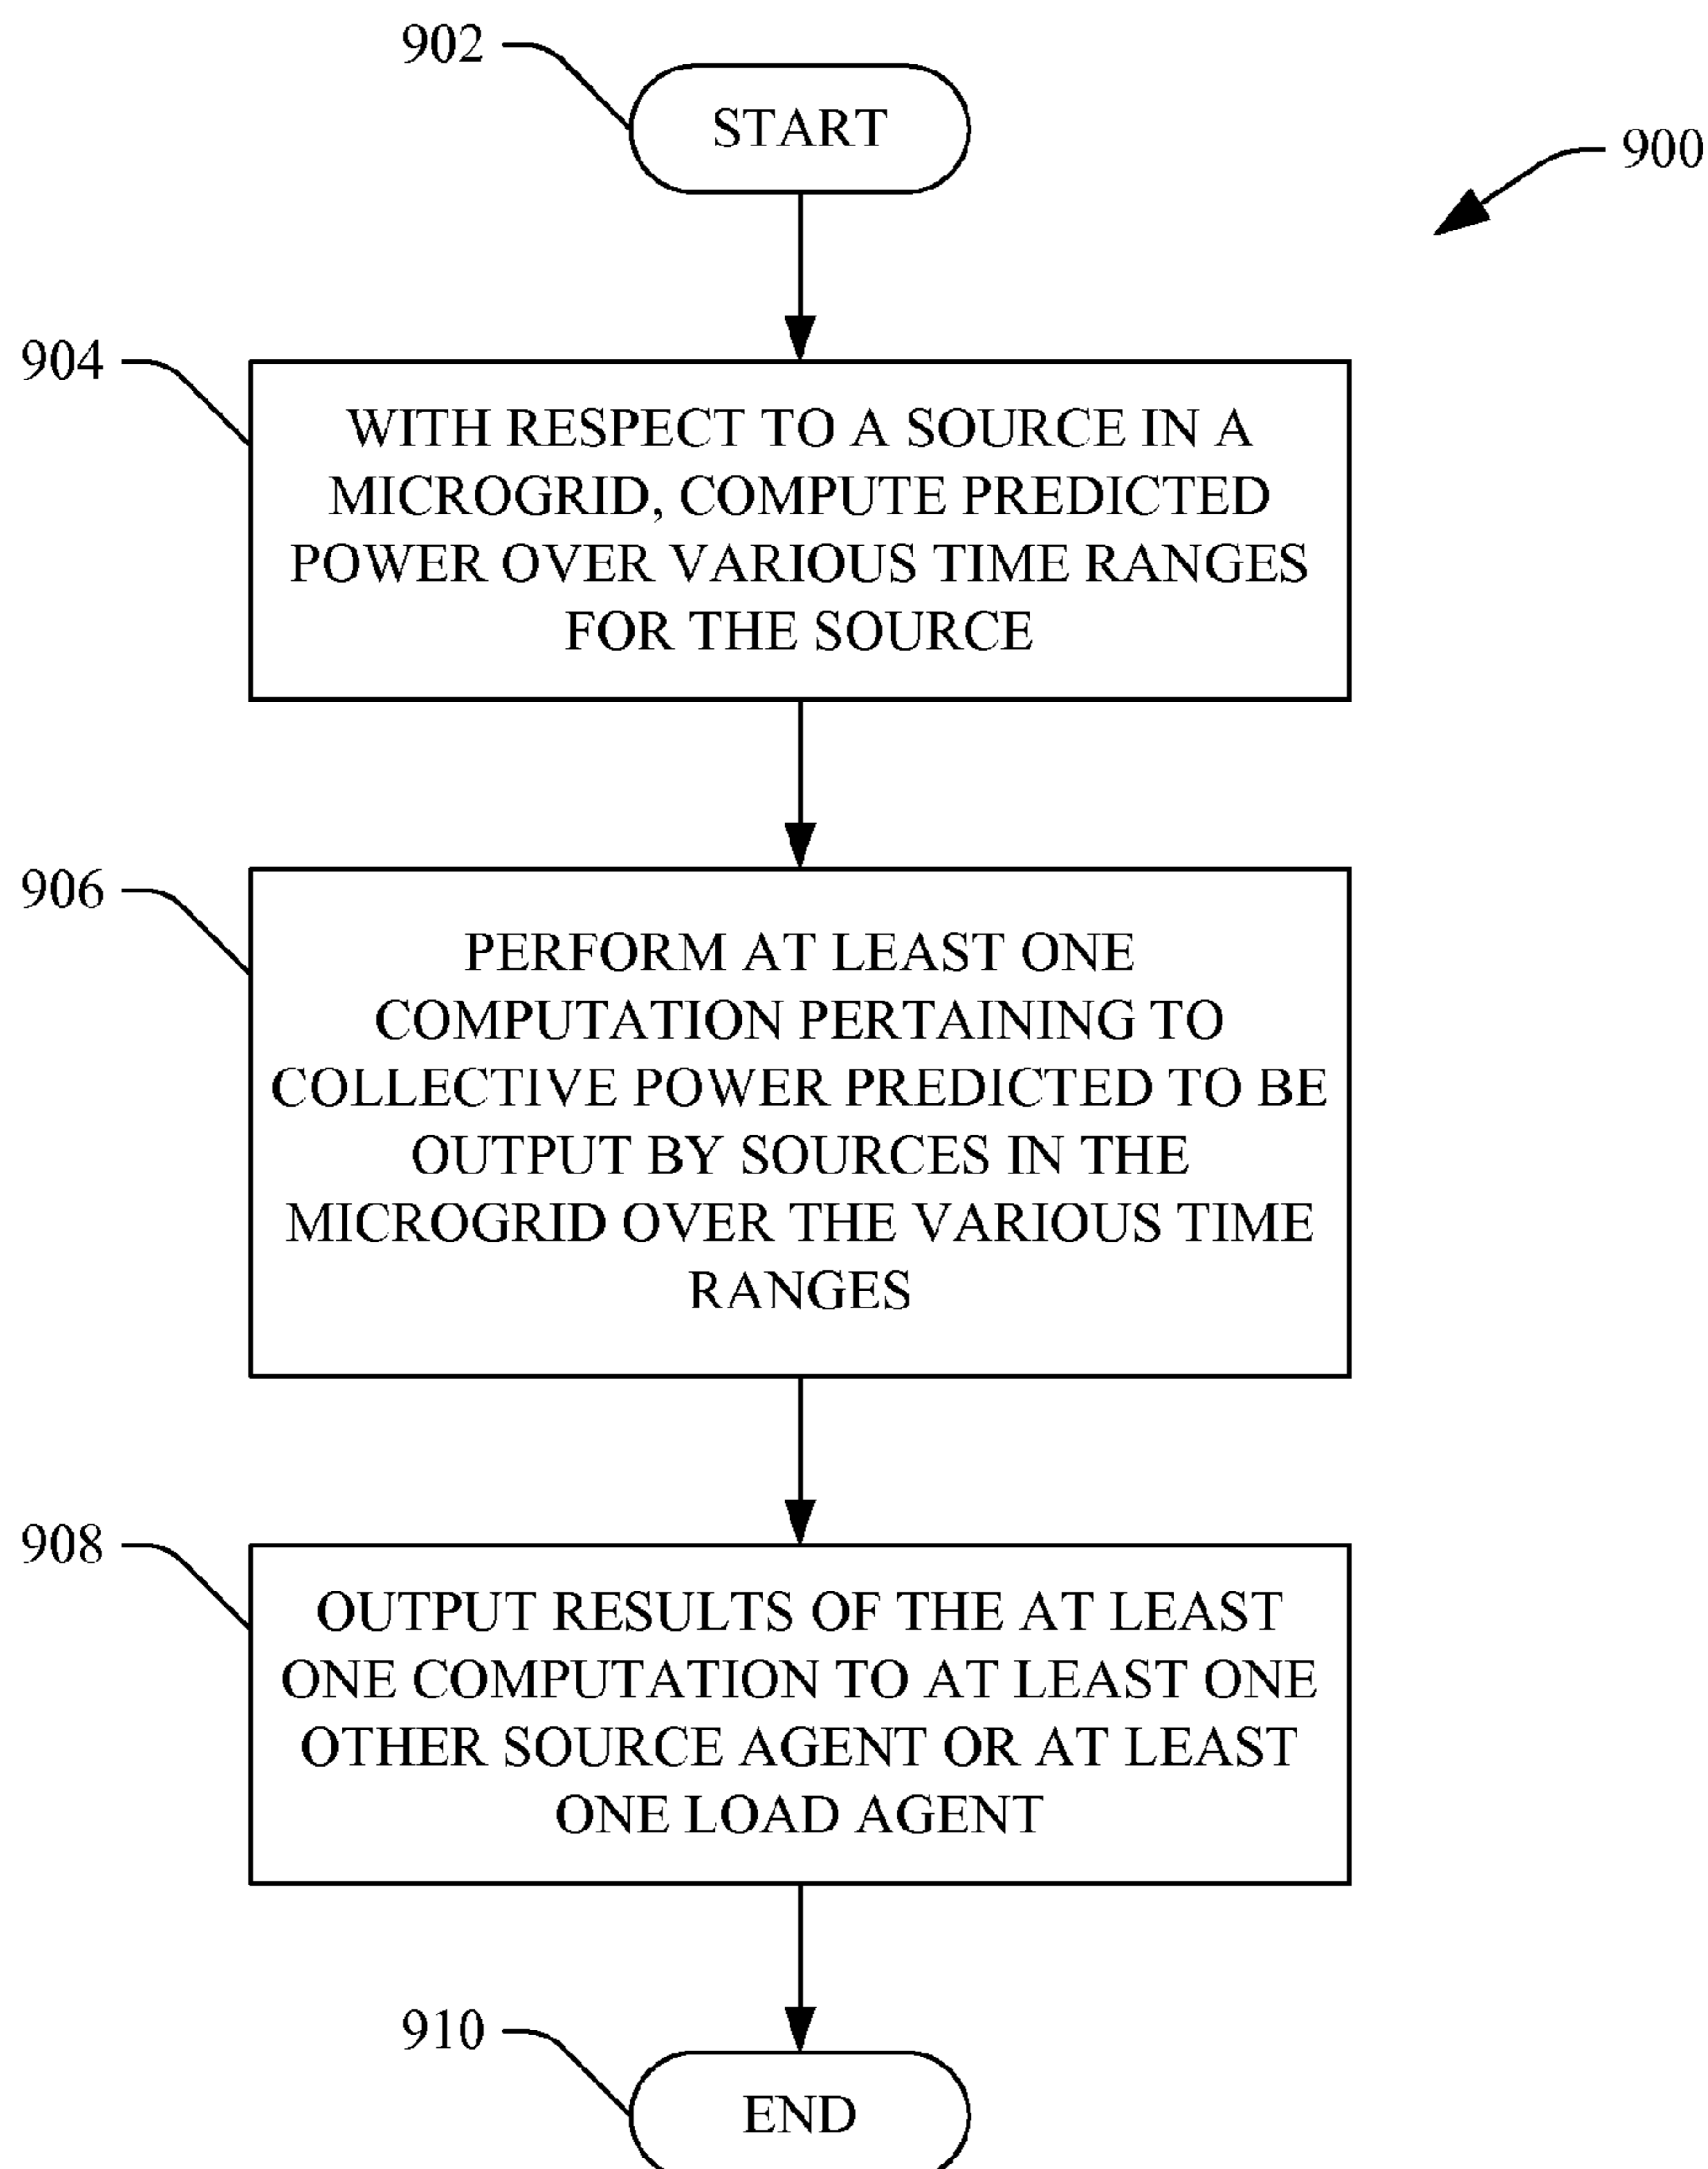 902
START
900
904
WITH RESPECT TO A SOURCE IN A
MICROGRID, COMPUTE PREDICTED
POWER OVER VARIOUS TIME RANGES
FOR THE SOURCE
906
PERFORM AT LEAST ONE
COMPUTATION PERTAINING TO
COLLECTIVE POWER PREDICTED TO BE
OUTPUT BY SOURCES IN THE
MICROGRID OVER THE VARIOUS TIME
RANGES
908
OUTPUT RESULTS OF THE AT LEAST
ONE COMPUTATION TO AT LEAST ONE
OTHER SOURCE AGENT OR AT LEAST
ONE LOAD AGENT
910
END